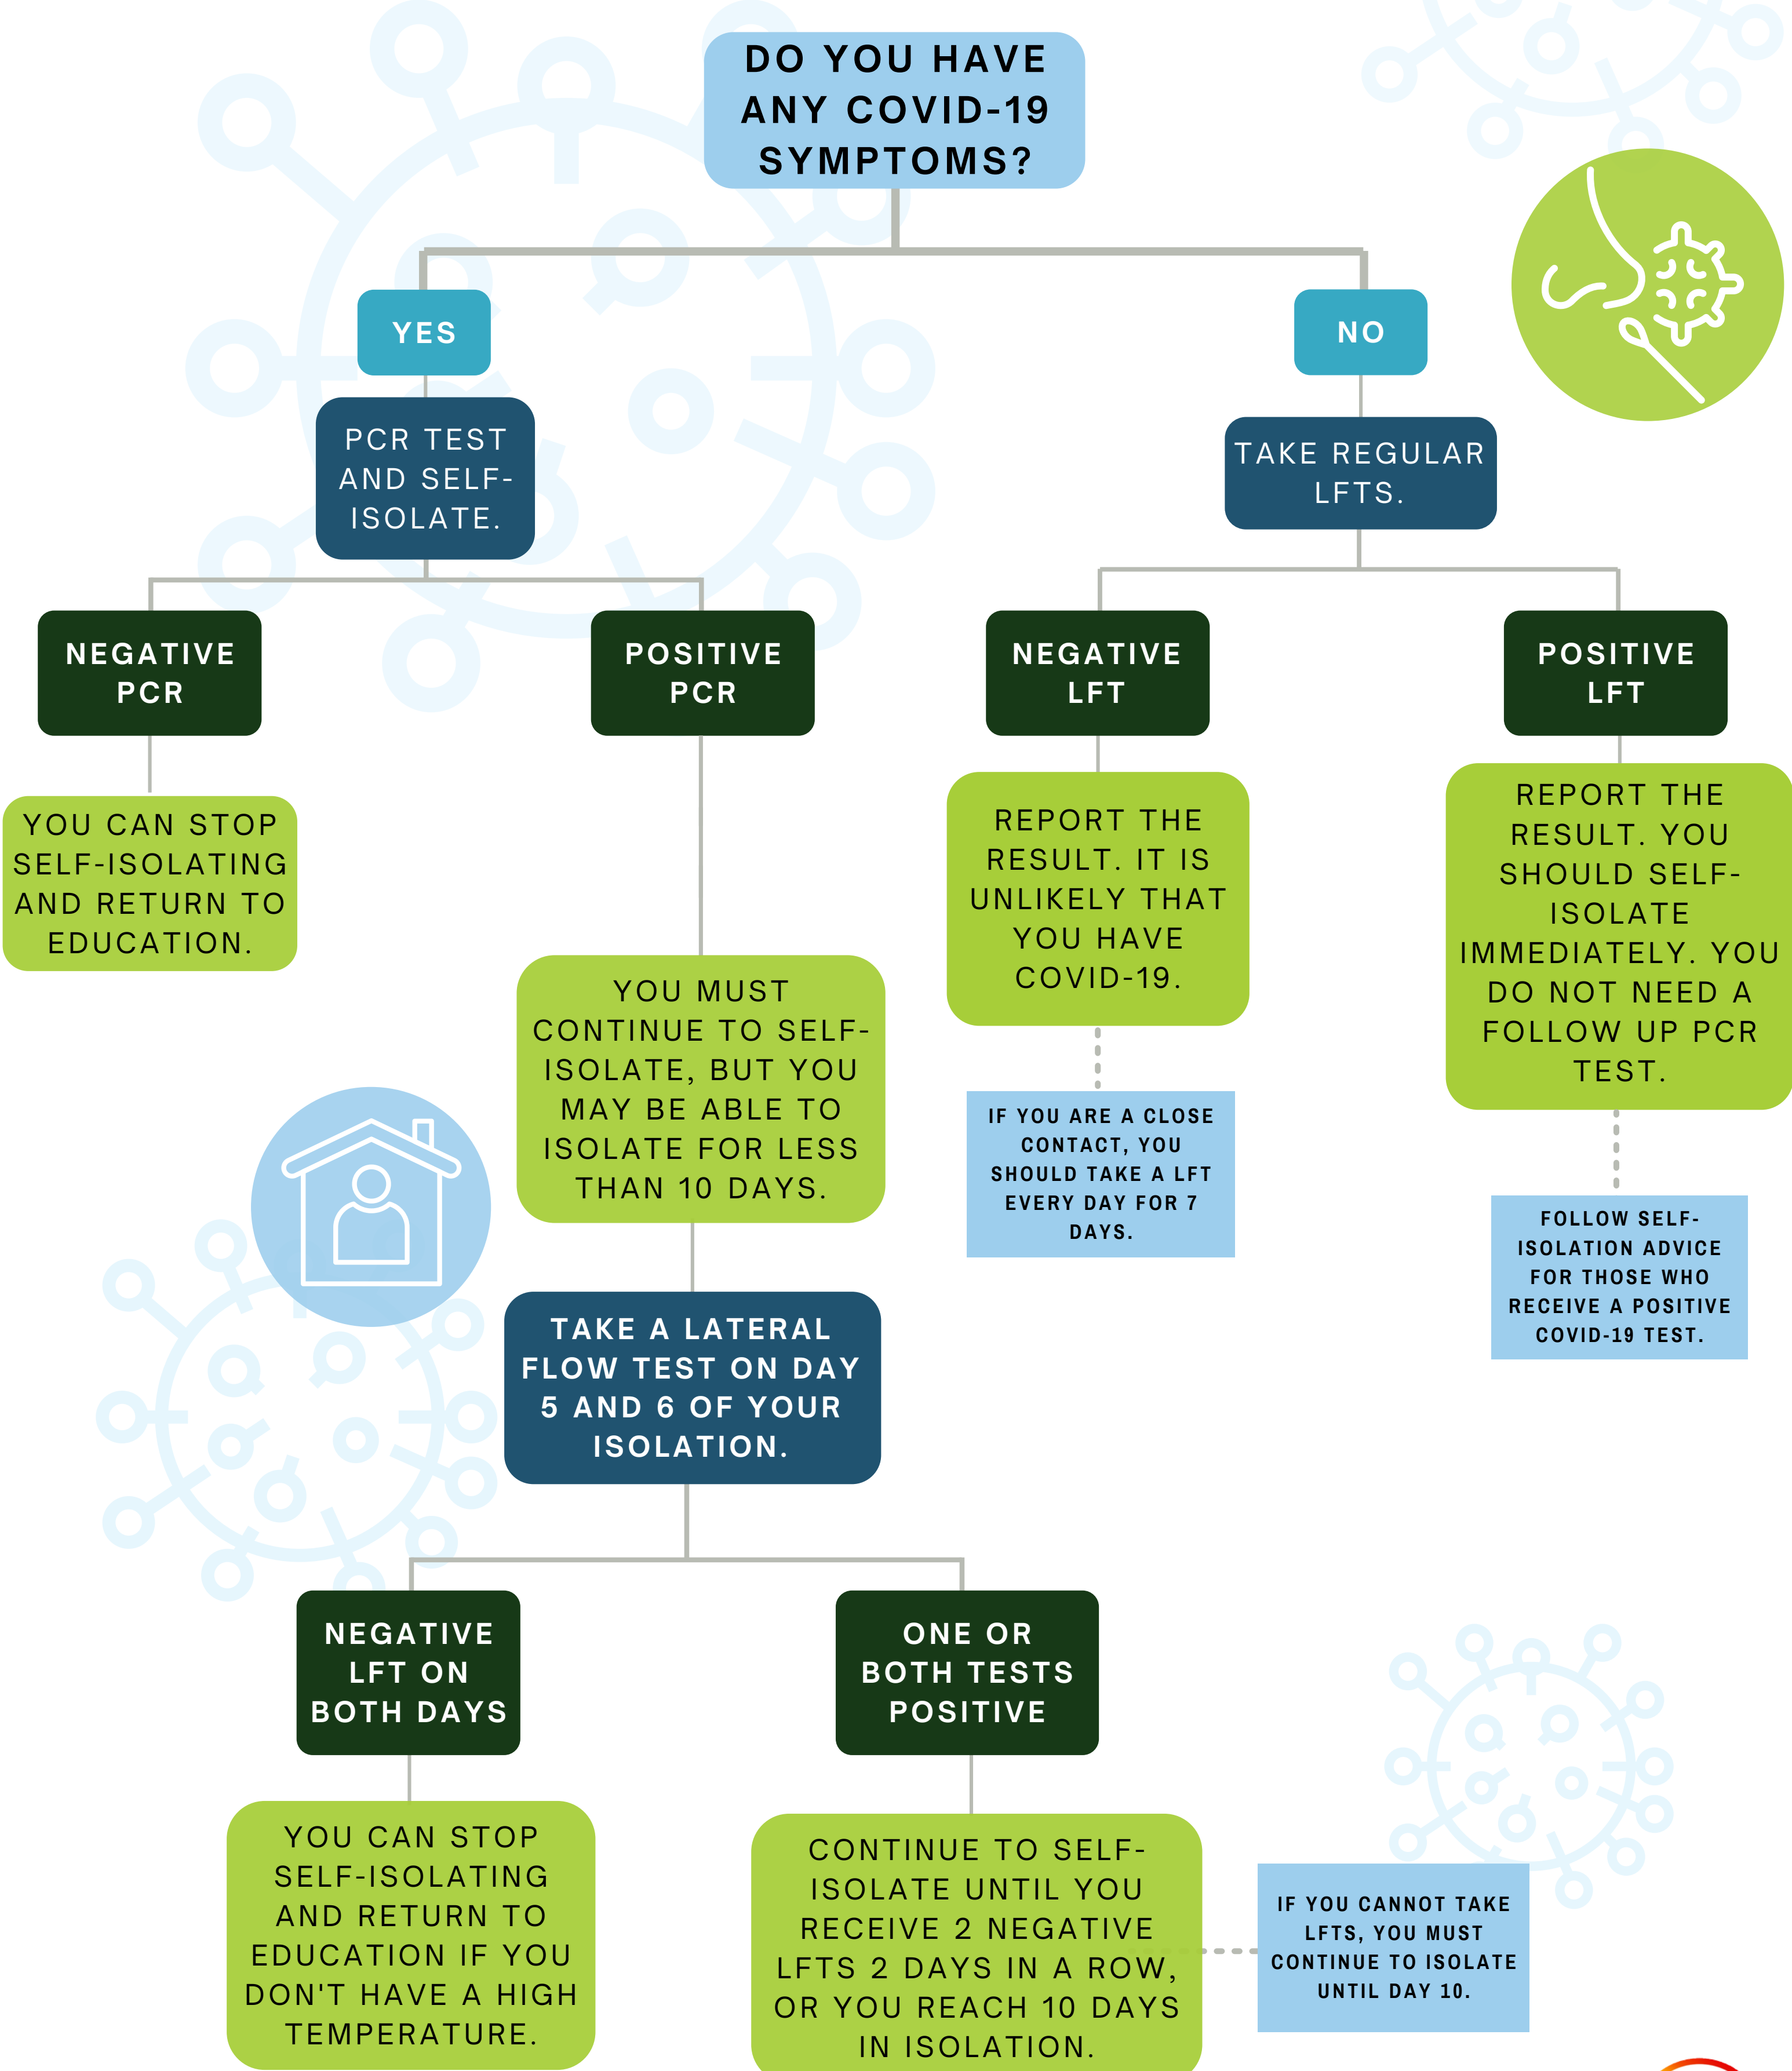 DO YOU HAVE
ANY COVID-19
SYMPTOMS?
YES
NO
PCR TEST
AND SELF-
ISOLATE.
TAKE REGULAR
LFTS.
NEGATIVE
PCR
POSITIVE
PCR
NEGATIVE
LFT
POSITIVE
LFT
YOU CAN STOP
SELF-ISOLATING
AND RETURN TO
EDUCATION.
YOU MUST
CONTINUE TO SELF-
ISOLATE, BUT YOU
MAY BE ABLE TO
ISOLATE FOR LESS
THAN 10 DAYS.
REPORT THE
RESULT. IT IS
UNLIKELY THAT
YOU HAVE
COVID-19.
REPORT THE
RESULT. YOU
SHOULD SELF-
ISOLATE
IMMEDIATELY. YOU
DO NOT NEED A
FOLLOW UP PCR
TEST.
IF YOU ARE A CLOSE
CONTACT, YOU
SHOULD TAKE A LFT
EVERY DAY FOR 7
DAYS.
FOLLOW SELF-
ISOLATION ADVICE
FOR THOSE WHO
RECEIVE A POSITIVE
COVID-19 TEST.
TAKE A LATERAL
FLOW TEST ON DAY
5 AND 6 OF YOUR
ISOLATION.
NEGATIVE
LFT ON
BOTH DAYS
ONE OR
BOTH TESTS
POSITIVE
YOU CAN STOP
SELF-ISOLATING
AND RETURN TO
EDUCATION IF YOU
DON'T HAVE A HIGH
TEMPERATURE.
CONTINUE TO SELF-
ISOLATE UNTIL YOU
RECEIVE 2 NEGATIVE
LFTS 2 DAYS IN A ROW,
OR YOU REACH 10 DAYS
IN ISOLATION.
IF YOU CANNOT TAKE
LFTS, YOU MUST
CONTINUE TO ISOLATE
UNTIL DAY 10.